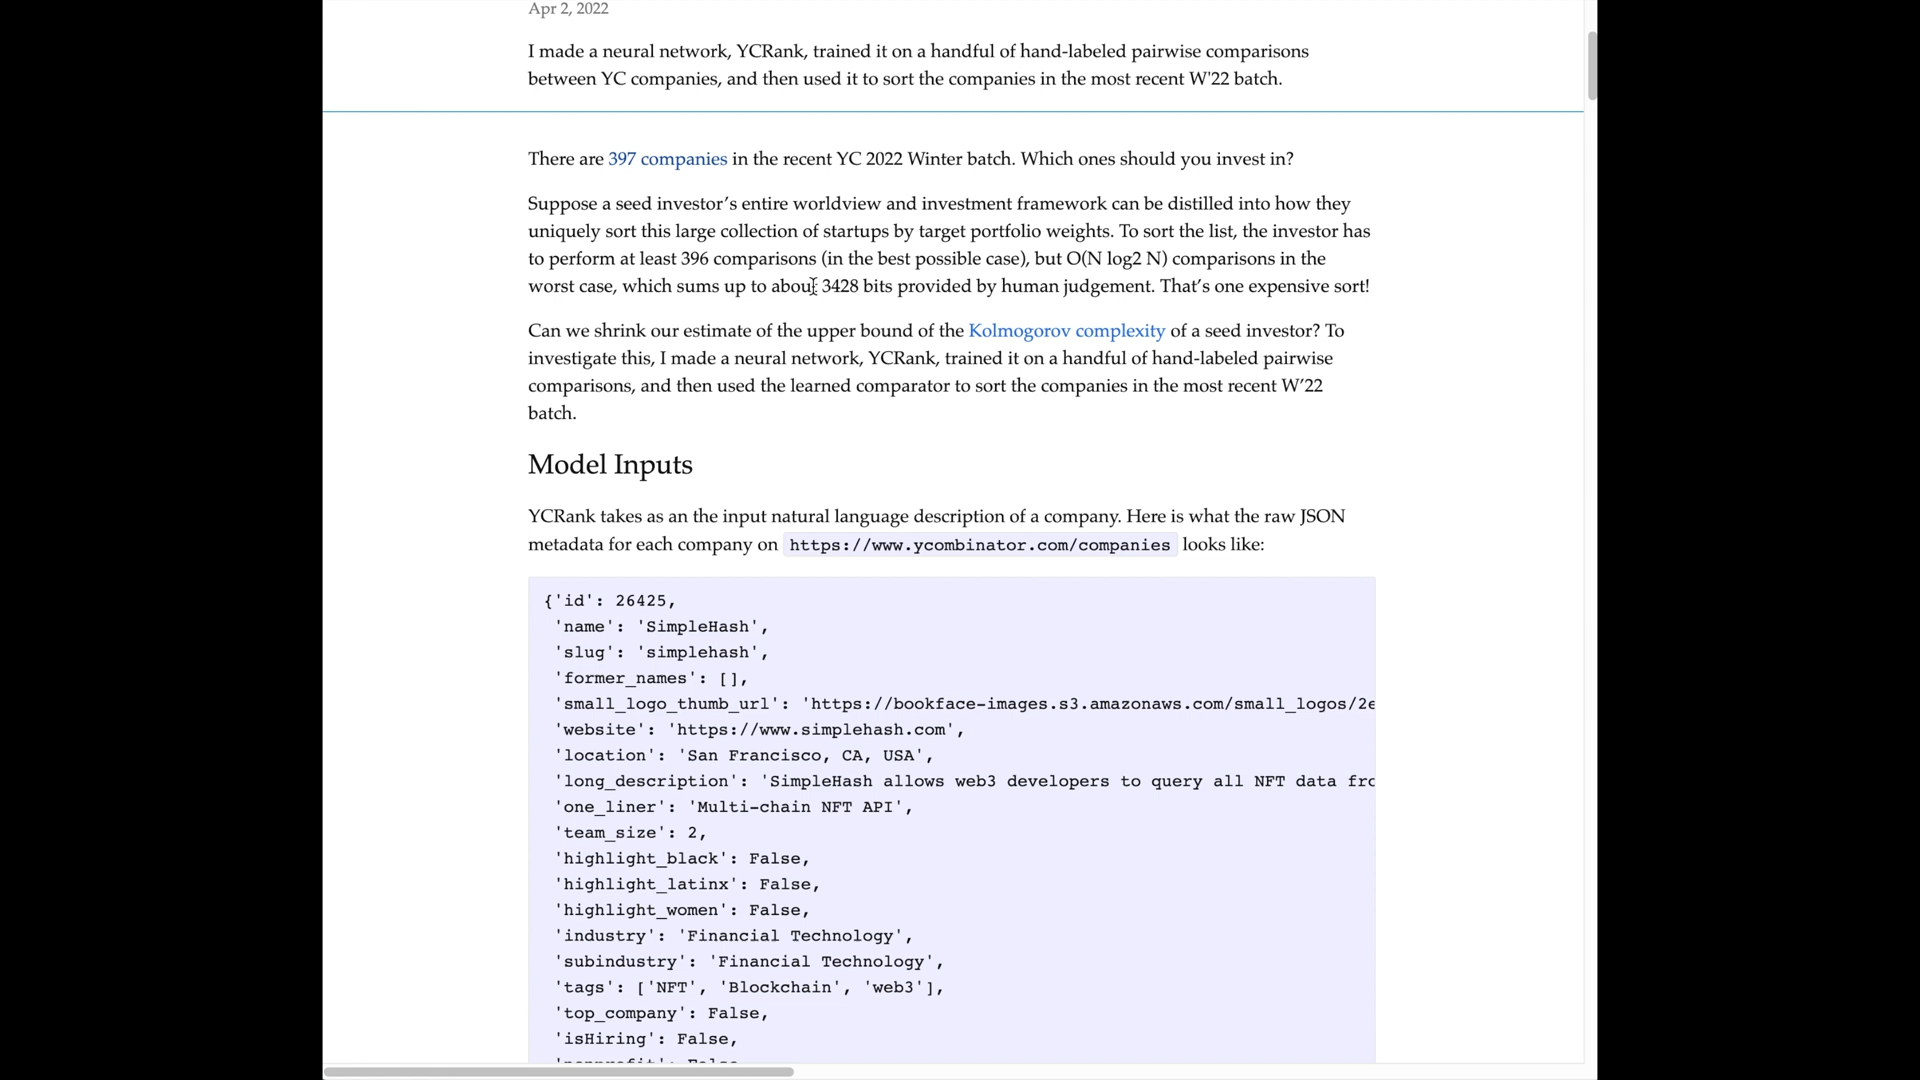 Apr 2, 2022
I made a neural network, YCRank, trained it on a handful of hand-labeled pairwise comparisons
between YC companies, and then used it to sort the companies in the most recent W'22 batch.
There are 397 companies in the recent YC 2022 Winter batch. Which ones should you invest in?
Suppose a seed investor’s entire worldview and investment framework can be distilled into how they
uniquely sort this large collection of startups by target portfolio weights. To sort the list, the investor has
to perform at least 396 comparisons (in the best possible case), but O(N log2 N) comparisons in the
worst case, which sums up to about 3428 bits provided by human judgement. That’s one expensive sort!
Can we shrink our estimate of the upper bound of the Kolmogorov complexity of a seed investor? To
investigate this, I made a neural network, YCRank, trained it on a handful of hand-labeled pairwise
comparisons, and then used the learned comparator to sort the companies in the most recent W’22
batch.
Model Inputs
YCRank takes as an the input natural language description of a company. Here is what the raw JSON
metadata for each company on https://www.ycombinator.com/companies looks like:
{'id': 26425,
'name': 'SimpleHash',
'slug': 'simplehash',
'former_names': [],
'small_logo_thumb_url': 'https://bookface-images.s3.amazonaws.com/small_logos/2e
'website': 'https://www.simplehash.com',
'location': 'San Francisco, CA, USA',
'long_description': 'SimpleHash allows web3 developers to query all NFT data fro
'one_liner': 'Multi-chain NFT API',
'team_size': 2,
'highlight_black': False,
'highlight_latinx': False,
'highlight_women': False,
'industry': 'Financial Technology',
'subindustry': 'Financial Technology',
'tags': ['NFT', 'Blockchain', 'web3'],
'top_company': False,
'isHiring': False,